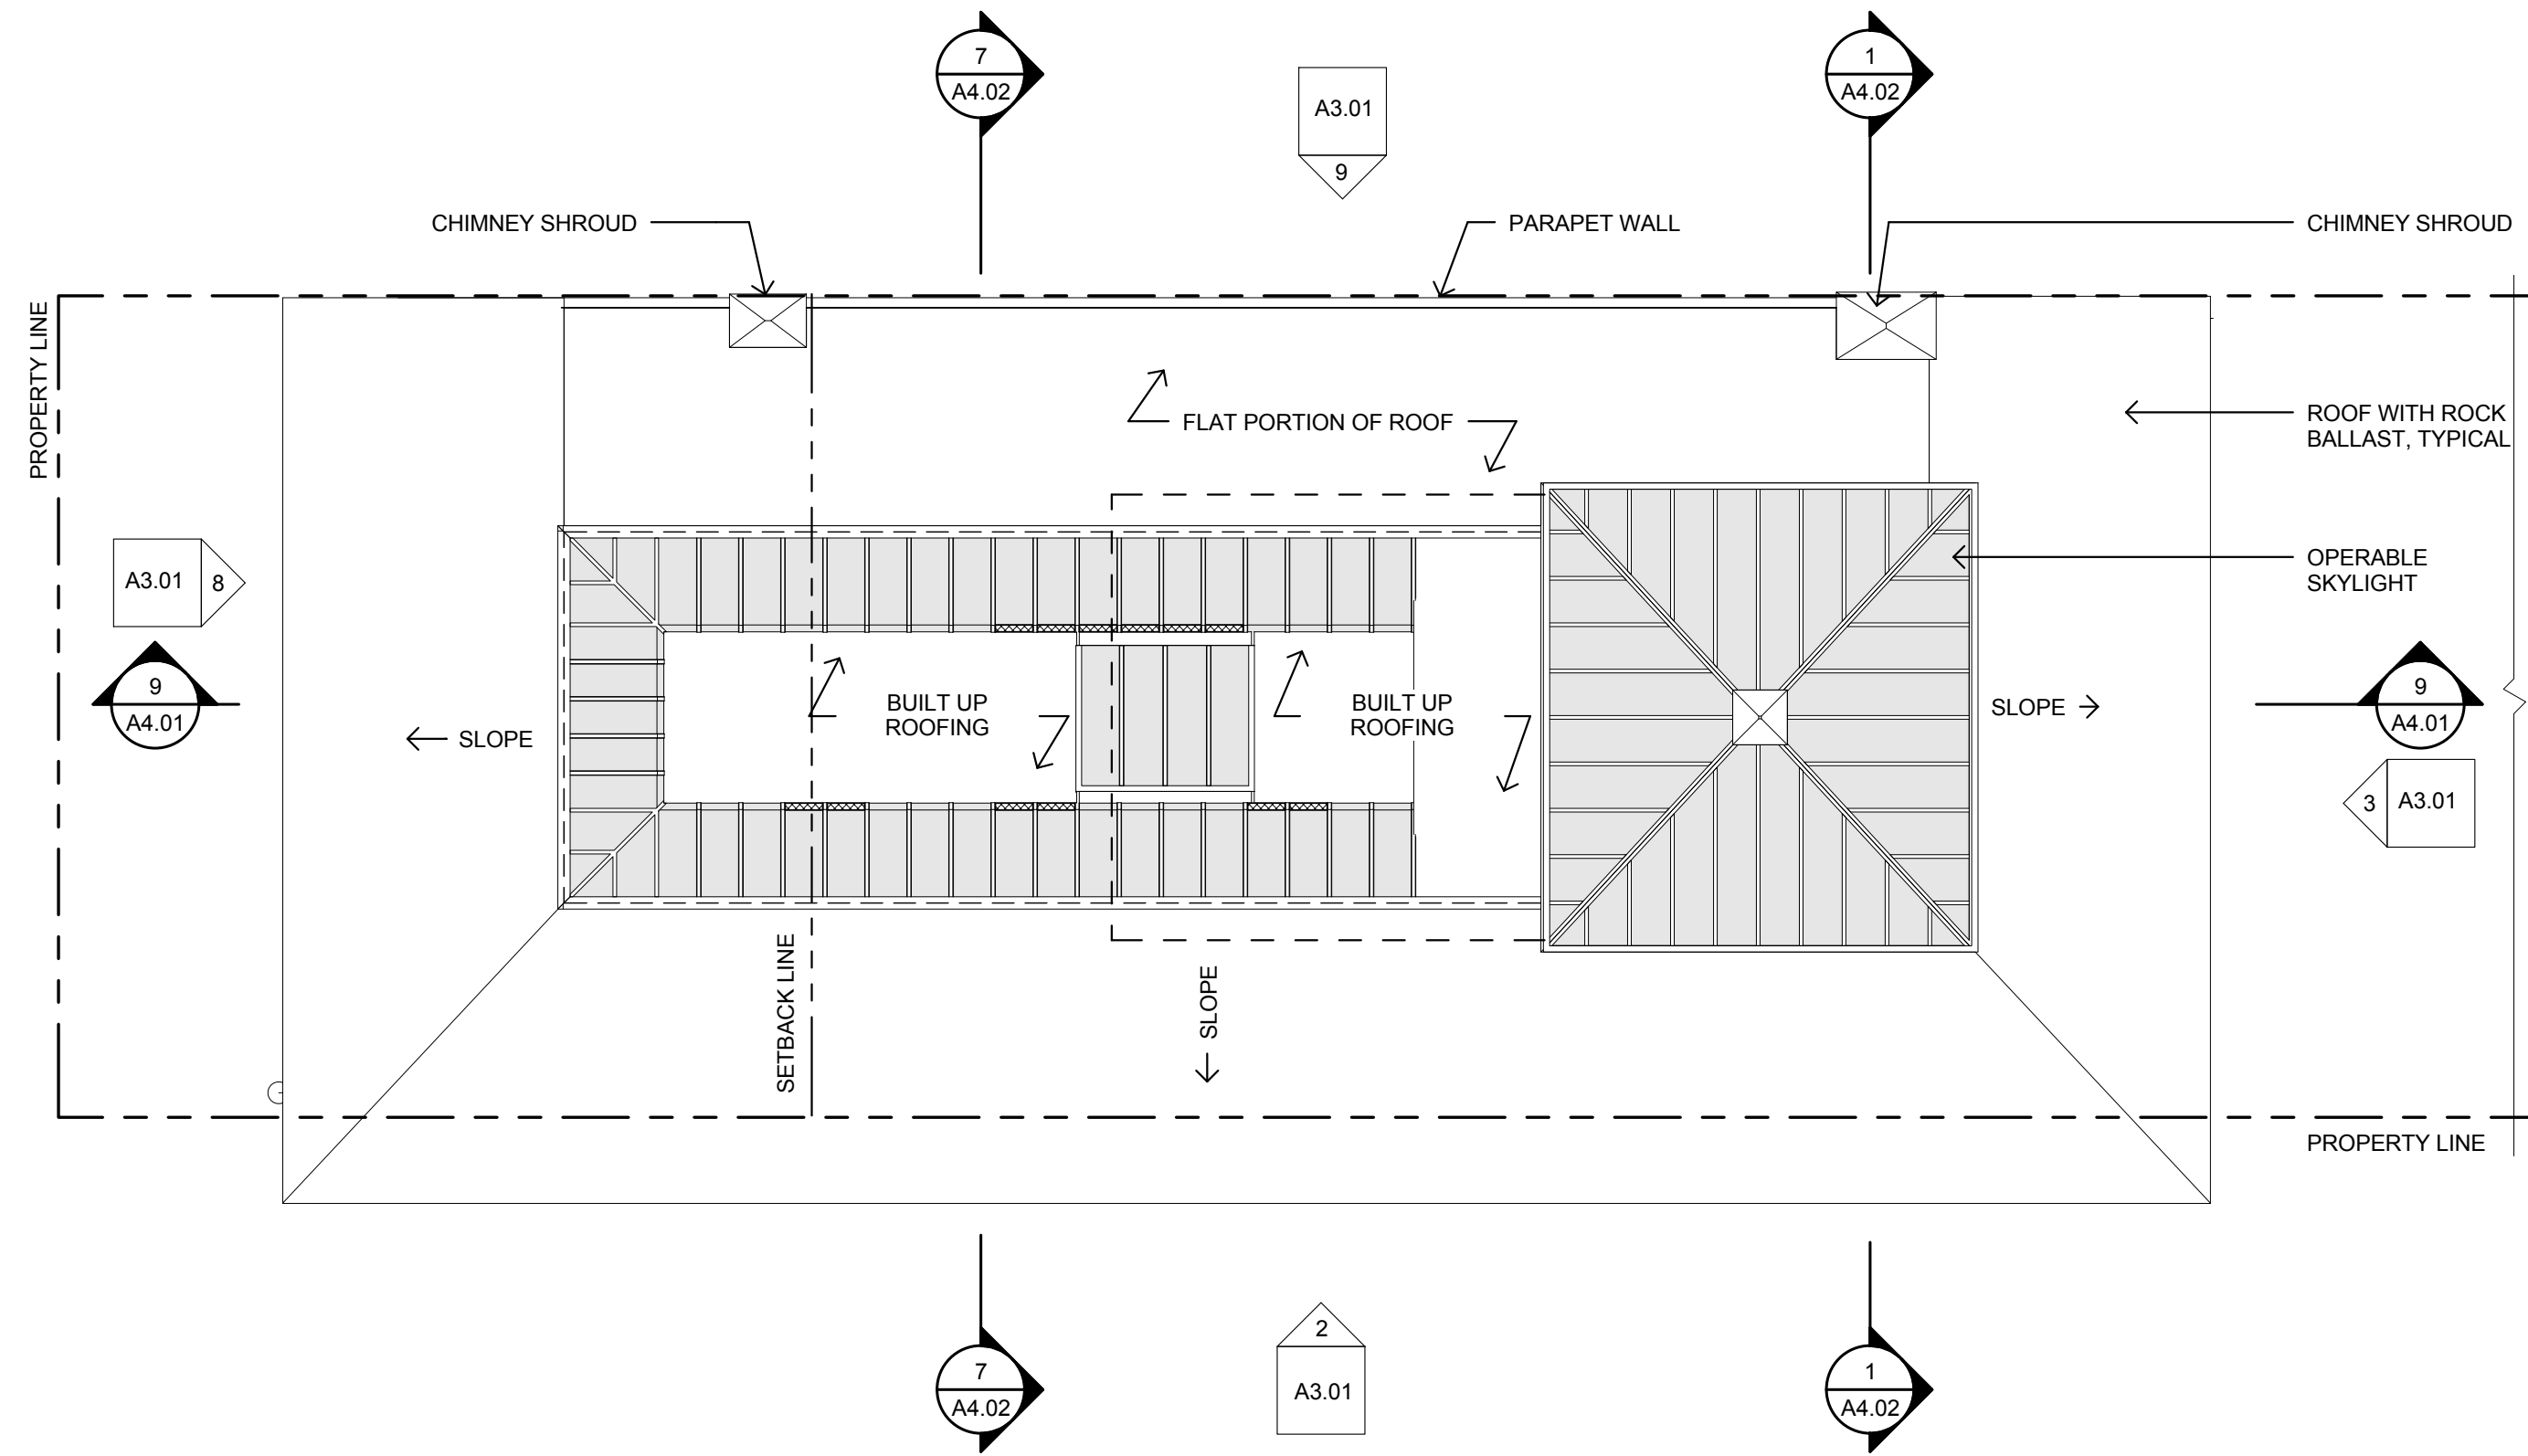 7
A4.02
1
A4.02
A3.01
9
CHIMNEY SHROUD
PARAPET WALL
CHIMNEY SHROUD
PROPERTY LINE
FLAT PORTION OF ROOF
ROOF WITH ROCK
BALLAST, TYPICAL
A3.01
8
OPERABLE
SKYLIGHT
9
A4.01
SLOPE
BUILT UP
ROOFING
BUILT UP
ROOFING
SLOPE
9
A4.01
3
A3.01
SETBACK LINE
SLOPE
PROPERTY LINE
7
A4.02
2
A3.01
1
A4.02